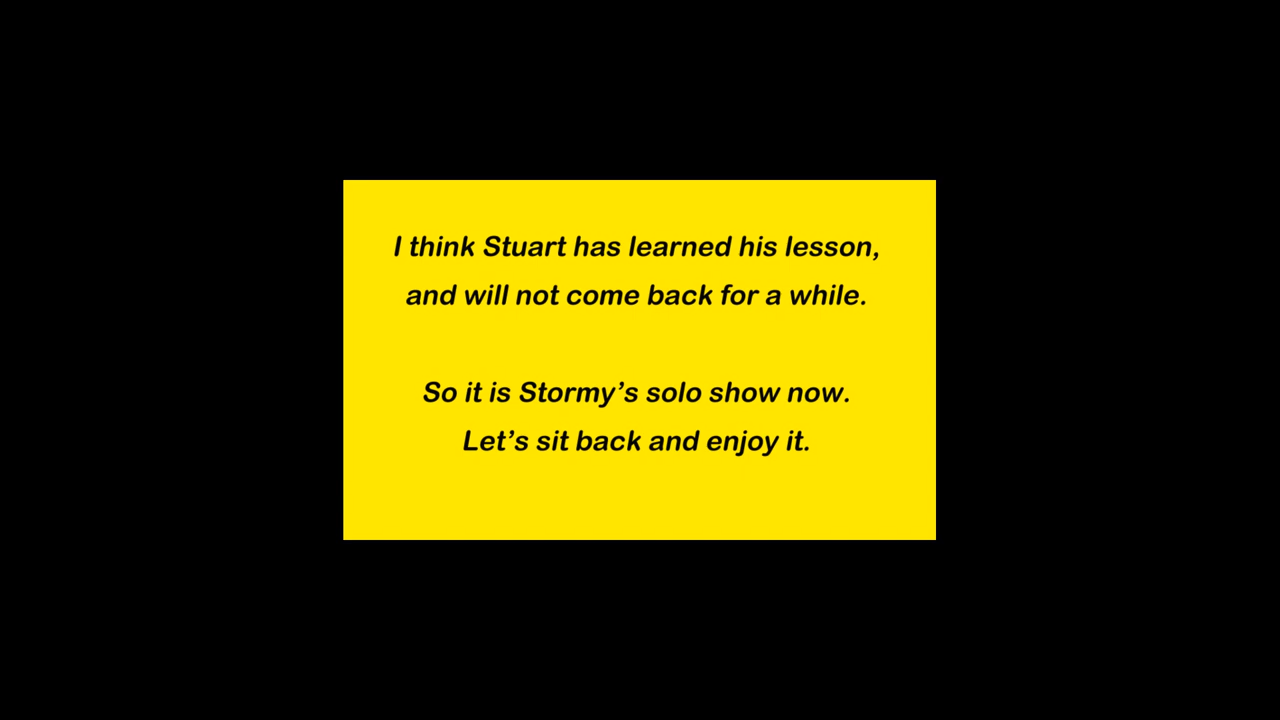 I think Stuart has learned his lesson,
and will not come back for a while.
So it is Stormy’s solo show now.
Let’s sit back and enjoy it.